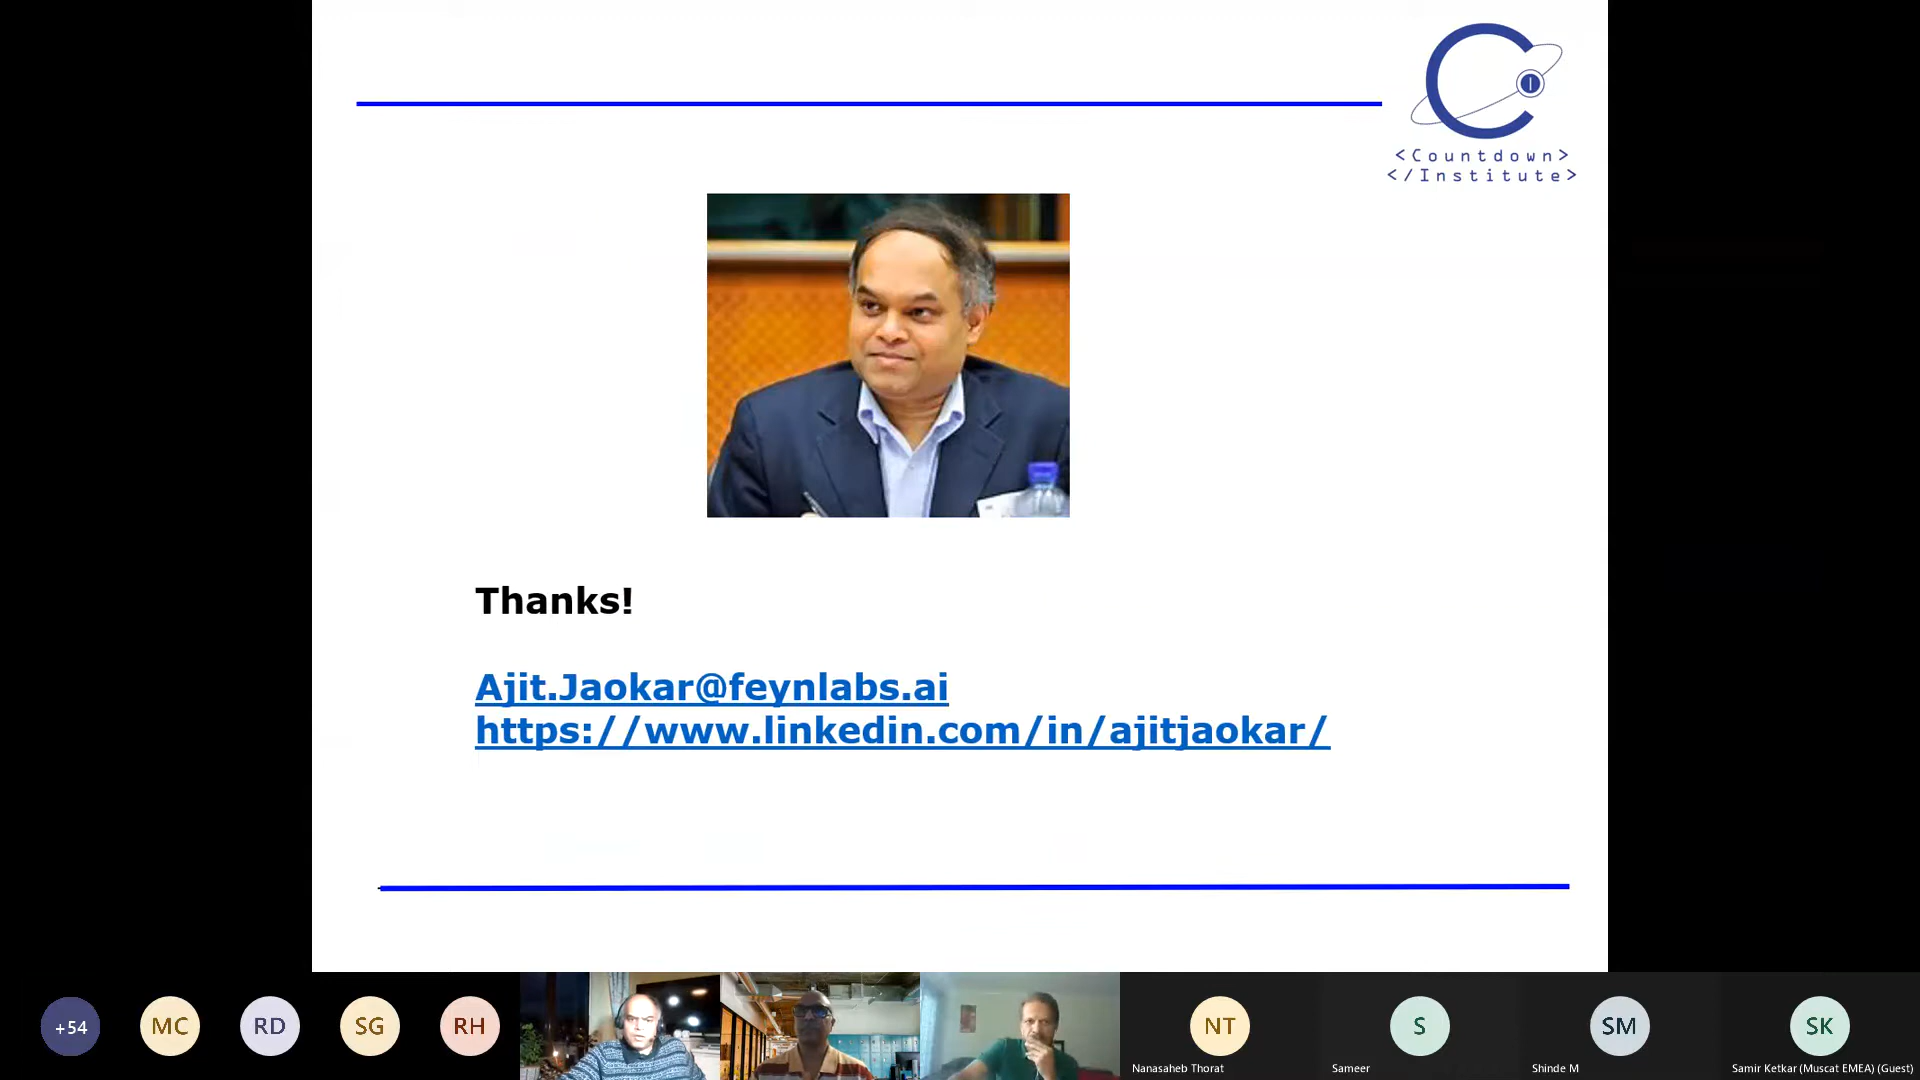 <Countdown>
</Institute>
Thanks!
Ajit.Jaokar@feynlabs.ai
https://www.linkedin.com/in/ajitjaokar/
+54
MC
RD
SG
RH
NT
S
SM
SK
Nanasaheb Thorat
Sameer
Shinde M
Samir Ketkar (Muscat EMEA) (Guest)